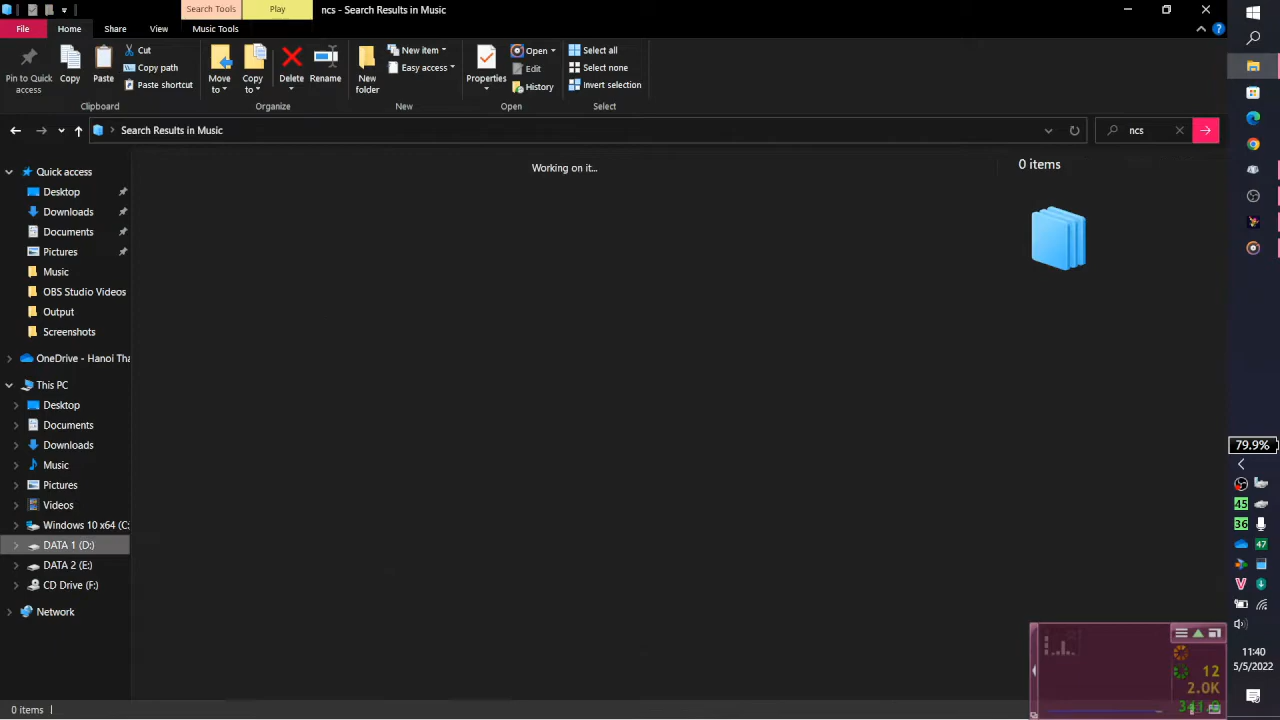 Search Tools
Play
ncs - Search Results in Music
File
Home
Share
View
Music Tools
Pin to Quick access
Copy
Paste
Cut
Copy path
Paste shortcut
Clipboard
Move to
Copy to
Delete
Rename
Organize
New folder
New item
Easy access
New
Properties
Open
Edit
History
Open
Select all
Select none
Invert selection
Select
Search Results in Music
ncs
Quick access
Desktop
Downloads
Documents
Pictures
Music
OBS Studio Videos
Output
Screenshots
OneDrive - Hanoi Tha
This PC
Desktop
Documents
Downloads
Music
Pictures
Videos
Windows 10 x64 (C:
DATA 1 (D:)
DATA 2 (E:)
CD Drive (F:)
Network
Working on it...
0 items
79.9%
45
36
47
12
2.0K
11:40
5/5/2022
0 items